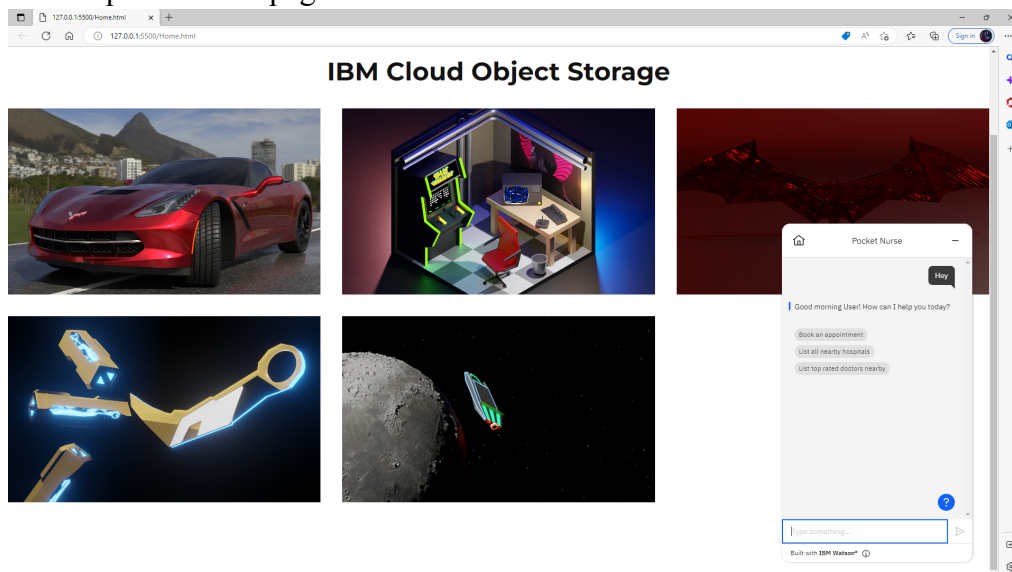 127.0.0.1:5500/Home.html
127.0.0.1:5500/Home.html
Sign in
IBM Cloud Object Storage
Pocket Nurse
Hey
Good morning User! How can I help you today?
Book an appointment
List all nearby hospitals
List top rated doctors nearby
?
Type something...
Built with IBM Watson®